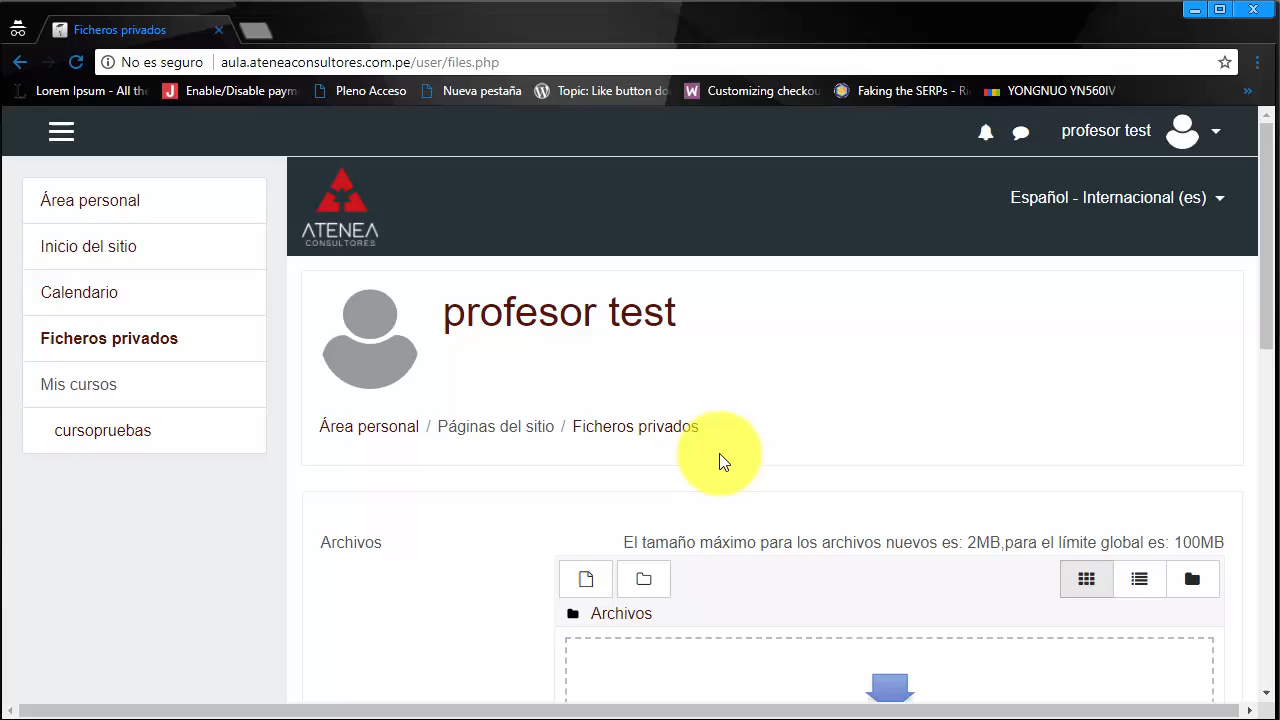 Ficheros privados
No es seguro
aula.ateneaconsultores.com.pe/user/files.php
Lorem Ipsum - All the
Enable/Disable paym
Pleno Acceso
Nueva pestaña
Topic: Like button do
Customizing checkou
Faking the SERPs - Ri
YONGNUO YN560IV
profesor test
Área personal
Inicio del sitio
Calendario
Ficheros privados
Mis cursos
cursopruebas
ATENEA
CONSULTORES
Español - Internacional (es)
profesor test
Área personal / Páginas del sitio / Ficheros privados
Archivos
El tamaño máximo para los archivos nuevos es: 2MB,para el límite global es: 100MB
Archivos